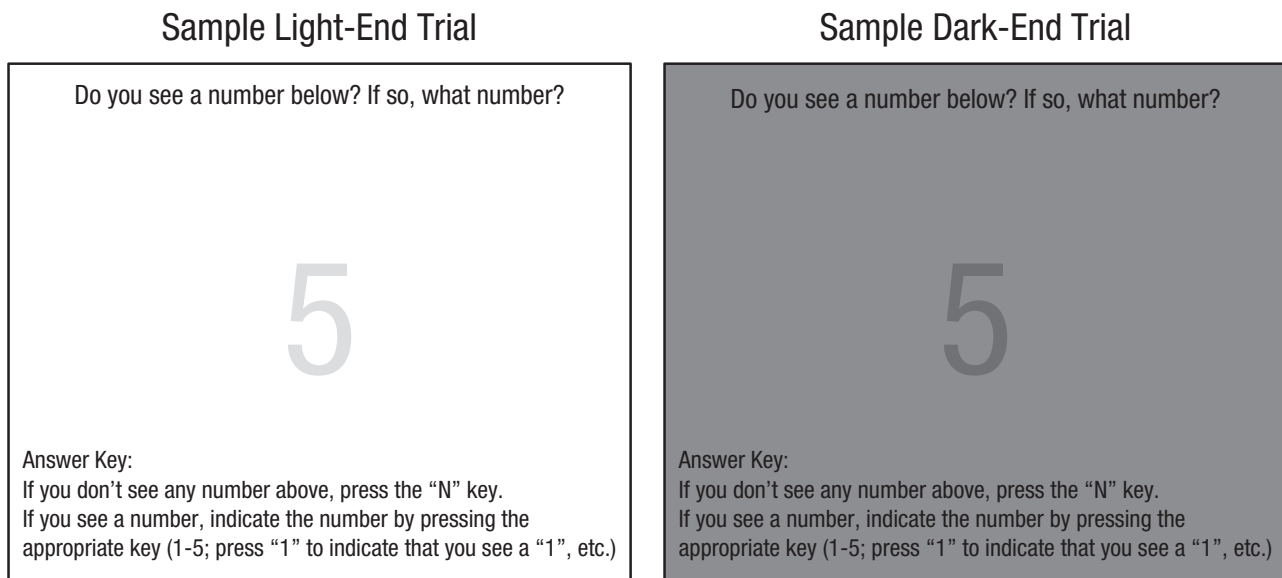 Sample Light-End Trial
Do you see a number below? If so, what number?
5
Answer Key:
If you don’t see any number above, press the “N” key.
If you see a number, indicate the number by pressing the
appropriate key (1-5; press “1” to indicate that you see a “1”, etc.)
Sample Dark-End Trial
Do you see a number below? If so, what number?
5
Answer Key:
If you don’t see any number above, press the “N” key.
If you see a number, indicate the number by pressing the
appropriate key (1-5; press “1” to indicate that you see a “1”, etc.)